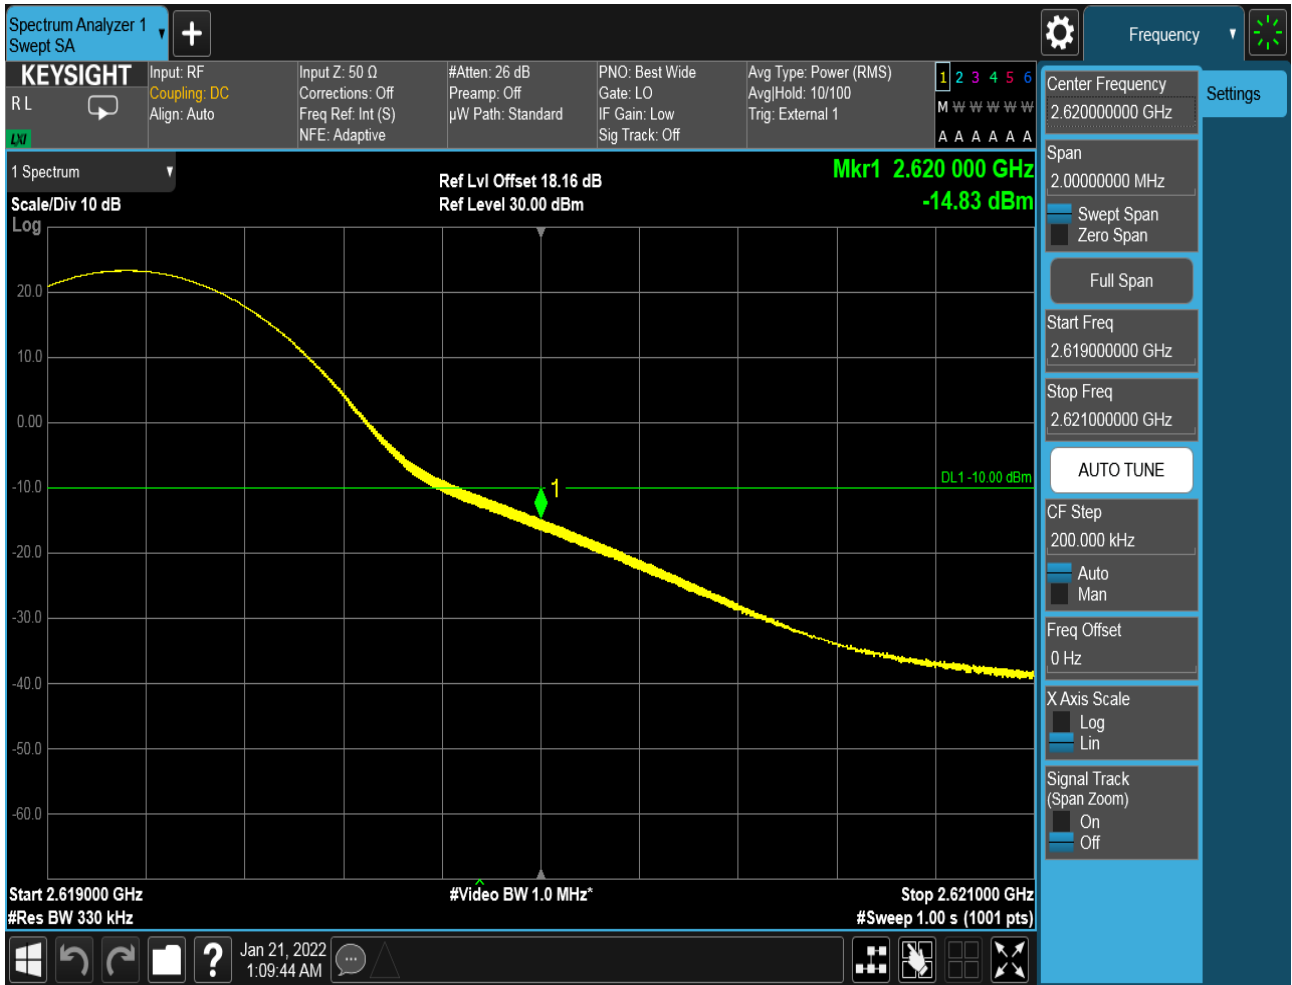 Spectrum Analyzer 1
Swept SA
Frequency
KEYSIGHT
R L
LXI
Input: RF
Coupling: DC
Align: Auto
Input Z: 50 Ω
Corrections: Off
Freq Ref: Int (S)
NFE: Adaptive
#Atten: 26 dB
Preamp: Off
µW Path: Standard
PNO: Best Wide
Gate: LO
IF Gain: Low
Sig Track: Off
Avg Type: Power (RMS)
Avg|Hold: 10/100
Trig: External 1
1 2 3 4 5 6
M W W W W W
A A A A A A
1 Spectrum
Scale/Div 10 dB
Log
Ref Lvl Offset 18.16 dB
Ref Level 30.00 dBm
Mkr1 2.620 000 GHz
-14.83 dBm
20.0
10.0
0.00
-10.0
-20.0
-30.0
-40.0
-50.0
-60.0
DL1 -10.00 dBm
1
Start 2.619000 GHz
#Res BW 330 kHz
#Video BW 1.0 MHz*
Stop 2.621000 GHz
#Sweep 1.00 s (1001 pts)
Jan 21, 2022
1:09:44 AM
Center Frequency
2.620000000 GHz
Settings
Span
2.00000000 MHz
Swept Span
Zero Span
Full Span
Start Freq
2.619000000 GHz
Stop Freq
2.621000000 GHz
AUTO TUNE
CF Step
200.000 kHz
Auto
Man
Freq Offset
0 Hz
X Axis Scale
Log
Lin
Signal Track
(Span Zoom)
On
Off